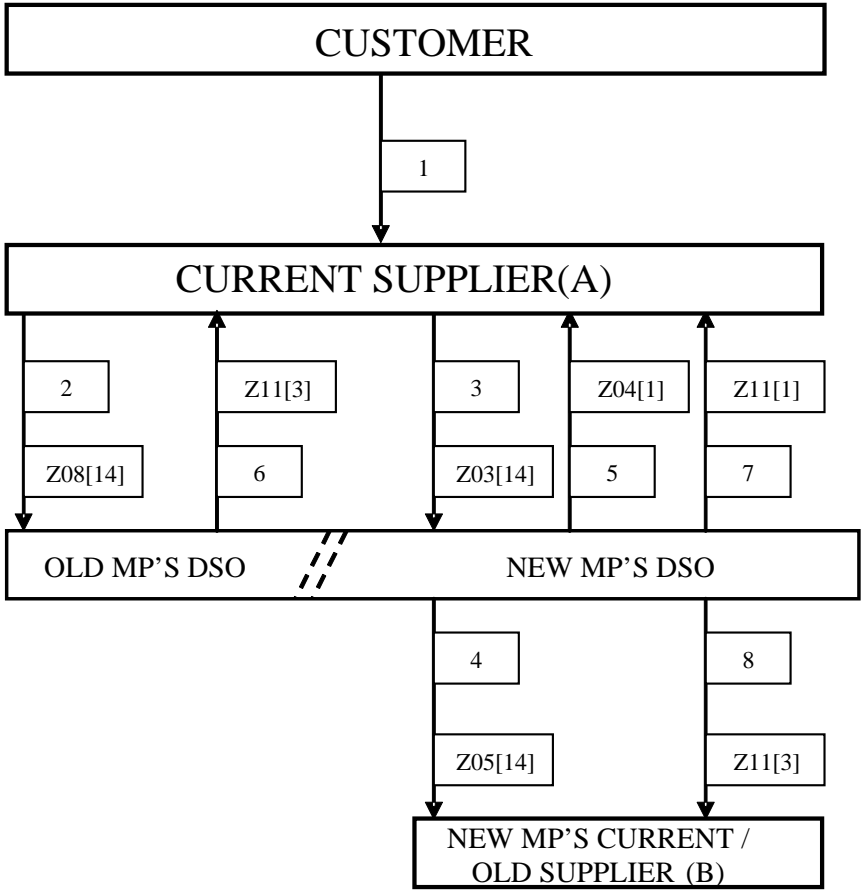 CUSTOMER
1
CURRENT SUPPLIER(A)
2 Z11[3] 3 Z04[1] Z11[1]
Z08[14] 6 Z03[14] 5 7
OLD MP'S DSO NEW MP'S DSO
4 8
Z05[14] Z11[3]
NEW MP'S CURRENT /
OLD SUPPLIER (B)